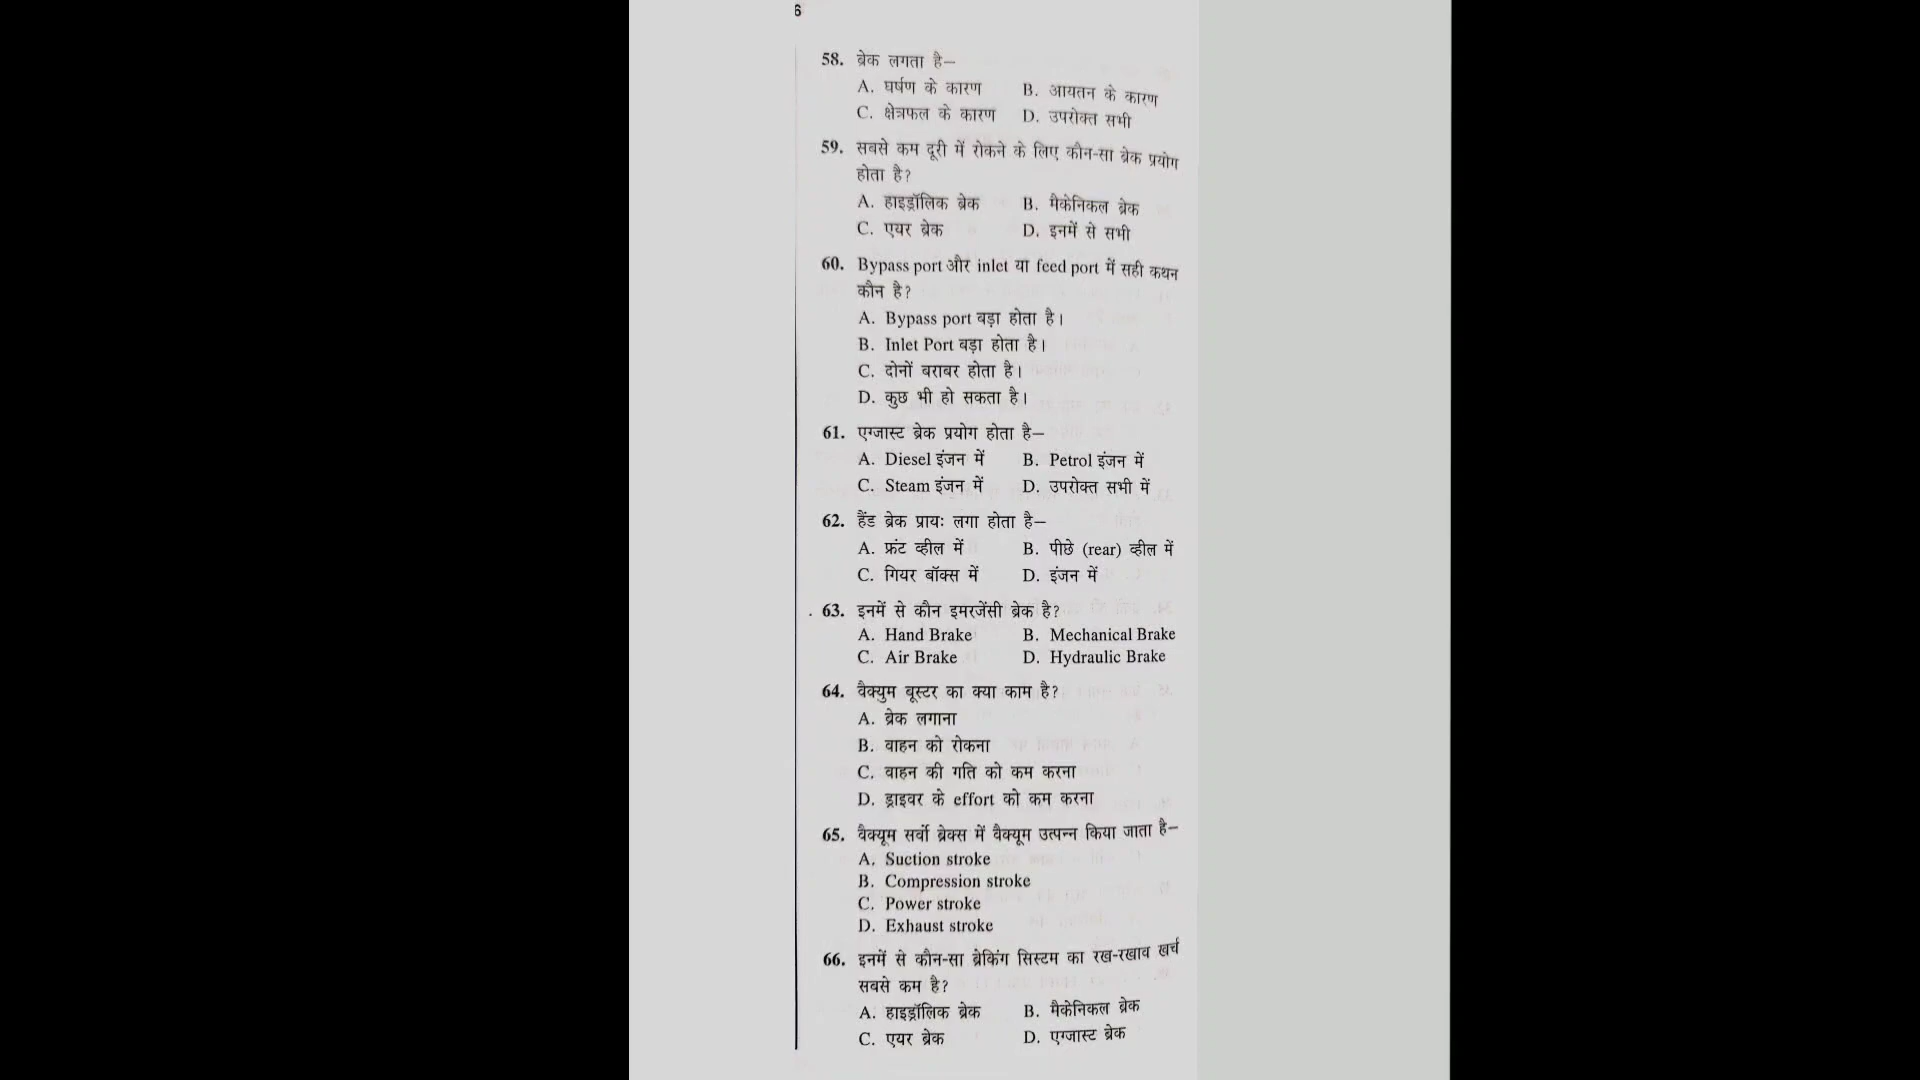 6
58. ब्रेक लगता है–
A. घर्षण के कारण B. आयतन के कारण
C. क्षेत्रफल के कारण D. उपरोक्त सभी
59. सबसे कम दूरी में रोकने के लिए कौन-सा ब्रेक प्रयोग
होता है?
A. हाइड्रॉलिक ब्रेक B. मैकेनिकल ब्रेक
C. एयर ब्रेक D. इनमें से सभी
60. Bypass port और inlet या feed port में सही कथन
कौन है?
A. Bypass port बड़ा होता है।
B. Inlet Port बड़ा होता है।
C. दोनों बराबर होता है।
D. कुछ भी हो सकता है।
61. एग्जास्ट ब्रेक प्रयोग होता है–
A. Diesel इंजन में B. Petrol इंजन में
C. Steam इंजन में D. उपरोक्त सभी में
62. हैंड ब्रेक प्रायः लगा होता है–
A. फ्रंट व्हील में B. पीछे (rear) व्हील में
C. गियर बॉक्स में D. इंजन में
63. इनमें से कौन इमरजेंसी ब्रेक है?
A. Hand Brake B. Mechanical Brake
C. Air Brake D. Hydraulic Brake
64. वैक्युम बूस्टर का क्या काम है?
A. ब्रेक लगाना
B. वाहन को रोकना
C. वाहन की गति को कम करना
D. ड्राइवर के effort को कम करना
65. वैक्यूम सर्वो ब्रेक्स में वैक्यूम उत्पन्न किया जाता है–
A. Suction stroke
B. Compression stroke
C. Power stroke
D. Exhaust stroke
66. इनमें से कौन-सा ब्रेकिंग सिस्टम का रख-रखाव खर्च
सबसे कम है?
A. हाइड्रॉलिक ब्रेक B. मैकेनिकल ब्रेक
C. एयर ब्रेक D. एग्जास्ट ब्रेक